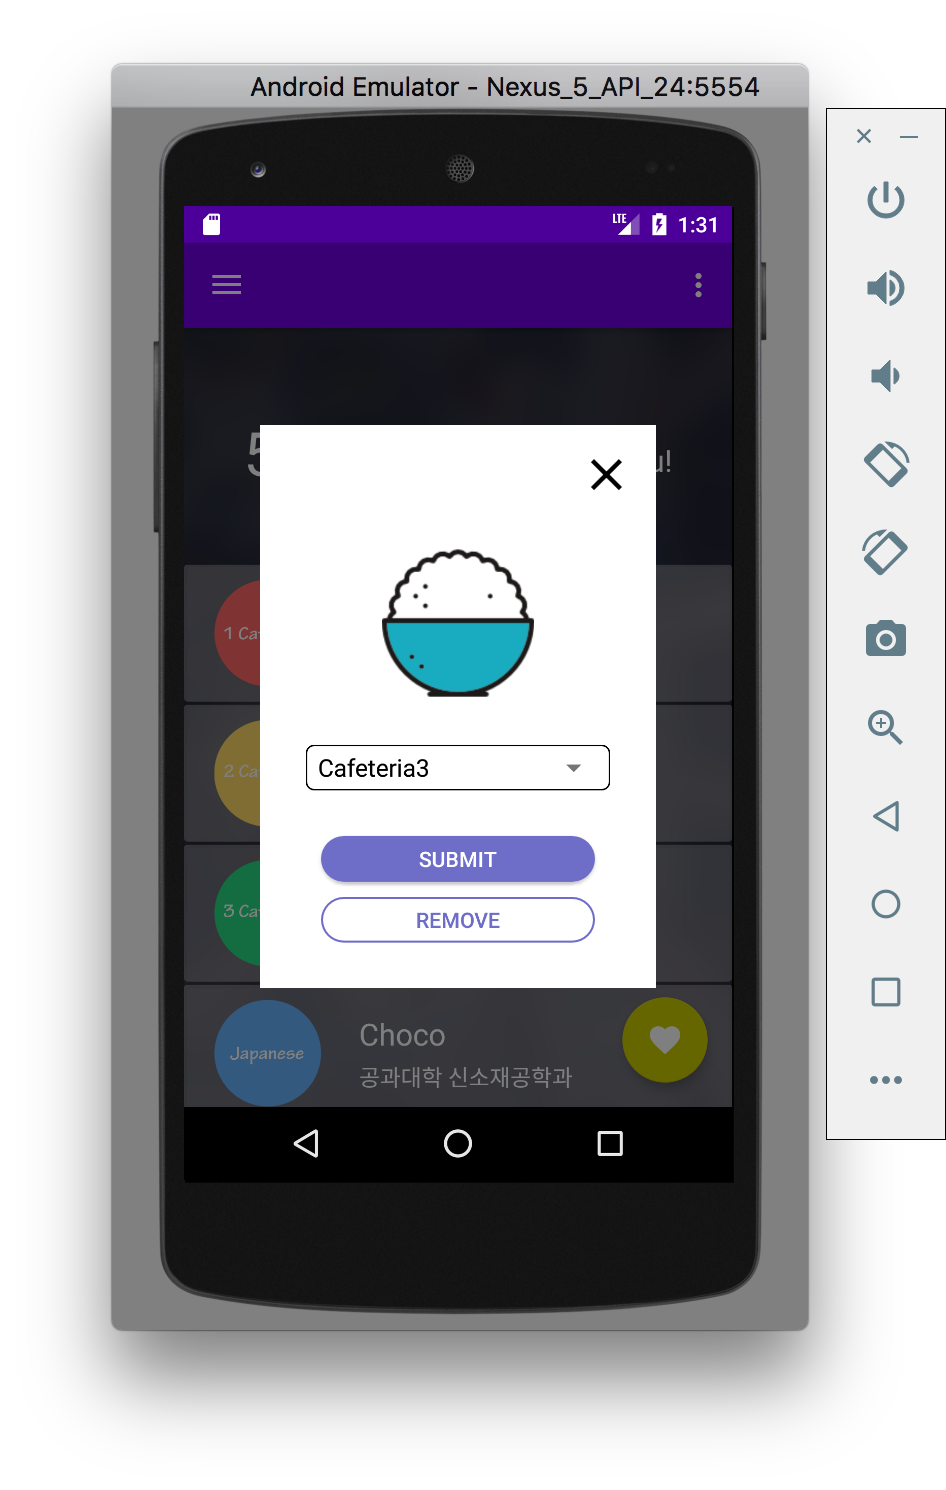 Android Emulator - Nexus_5_API_24:5554
LTE 1:31
5
u!
1 Ca
2 Ca
Cafeteria3
SUBMIT
3 Ca
REMOVE
Japanese
Choco
공과대학 신소재공학과